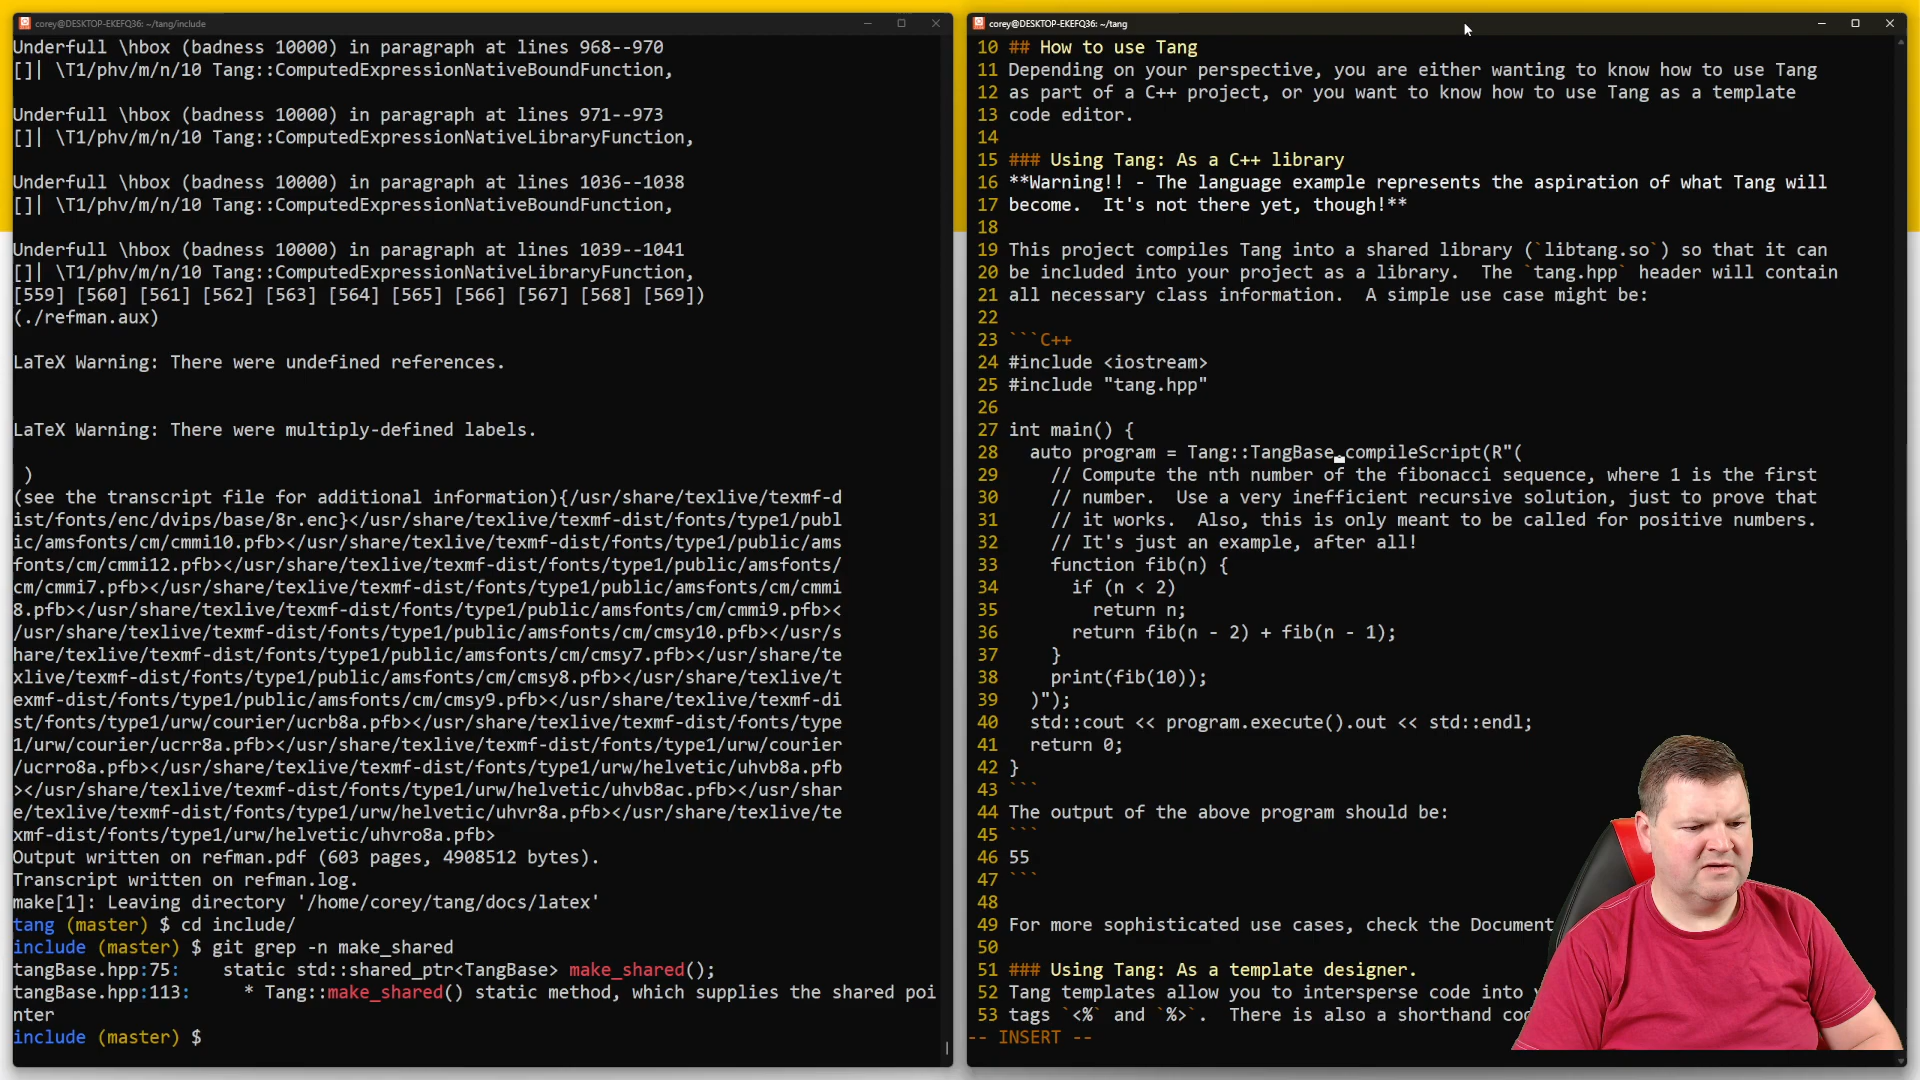 corey@DESKTOP-EKEFQ36: ~/tang/include
Underfull \hbox (badness 10000) in paragraph at lines 968--970
[]| \T1/phv/m/n/10 Tang::ComputedExpressionNativeBoundFunction,
Underfull \hbox (badness 10000) in paragraph at lines 971--973
[]| \T1/phv/m/n/10 Tang::ComputedExpressionNativeLibraryFunction,
Underfull \hbox (badness 10000) in paragraph at lines 1036--1038
[]| \T1/phv/m/n/10 Tang::ComputedExpressionNativeBoundFunction,
Underfull \hbox (badness 10000) in paragraph at lines 1039--1041
[]| \T1/phv/m/n/10 Tang::ComputedExpressionNativeLibraryFunction,
[559] [560] [561] [562] [563] [564] [565] [566] [567] [568] [569])
(./refman.aux)
LaTeX Warning: There were undefined references.
LaTeX Warning: There were multiply-defined labels.
)
(see the transcript file for additional information){/usr/share/texlive/texmf-d
ist/fonts/enc/dvips/base/8r.enc}</usr/share/texlive/texmf-dist/fonts/type1/publ
ic/amsfonts/cm/cmmi10.pfb></usr/share/texlive/texmf-dist/fonts/type1/public/ams
fonts/cm/cmmi12.pfb></usr/share/texlive/texmf-dist/fonts/type1/public/amsfonts/
cm/cmmi7.pfb></usr/share/texlive/texmf-dist/fonts/type1/public/amsfonts/cm/cmmi
8.pfb></usr/share/texlive/texmf-dist/fonts/type1/public/amsfonts/cm/cmmi9.pfb><
/usr/share/texlive/texmf-dist/fonts/type1/public/amsfonts/cm/cmsy10.pfb></usr/s
hare/texlive/texmf-dist/fonts/type1/public/amsfonts/cm/cmsy7.pfb></usr/share/te
xlive/texmf-dist/fonts/type1/public/amsfonts/cm/cmsy8.pfb></usr/share/texlive/t
exmf-dist/fonts/type1/public/amsfonts/cm/cmsy9.pfb></usr/share/texlive/texmf-di
st/fonts/type1/urw/courier/ucrb8a.pfb></usr/share/texlive/texmf-dist/fonts/type
1/urw/courier/ucrr8a.pfb></usr/share/texlive/texmf-dist/fonts/type1/urw/courier
/ucrro8a.pfb></usr/share/texlive/texmf-dist/fonts/type1/urw/helvetic/uhvb8a.pfb
></usr/share/texlive/texmf-dist/fonts/type1/urw/helvetic/uhvb8ac.pfb></usr/shar
e/texlive/texmf-dist/fonts/type1/urw/helvetic/uhvr8a.pfb></usr/share/texlive/te
xmf-dist/fonts/type1/urw/helvetic/uhvro8a.pfb>
Output written on refman.pdf (603 pages, 4908512 bytes).
Transcript written on refman.log.
make[1]: Leaving directory '/home/corey/tang/docs/latex'
tang (master) $ cd include/
include (master) $ git grep -n make_shared
tangBase.hpp:75:    static std::shared_ptr<TangBase> make_shared();
tangBase.hpp:113:     * Tang::make_shared() static method, which supplies the shared poi
nter
include (master) $
corey@DESKTOP-EKEFQ36: ~/tang
10 ## How to use Tang
11 Depending on your perspective, you are either wanting to know how to use Tang
12 as part of a C++ project, or you want to know how to use Tang as a template
13 code editor.
14
15 ### Using Tang: As a C++ library
16 **Warning!! - The language example represents the aspiration of what Tang will
17 become.  It's not there yet, though!**
18
19 This project compiles Tang into a shared library (`libtang.so`) so that it can
20 be included into your project as a library.  The `tang.hpp` header will contain
21 all necessary class information.  A simple use case might be:
22
23 ```C++
24 #include <iostream>
25 #include "tang.hpp"
26
27 int main() {
28   auto program = Tang::TangBase.compileScript(R"(
29     // Compute the nth number of the fibonacci sequence, where 1 is the first
30     // number.  Use a very inefficient recursive solution, just to prove that
31     // it works.  Also, this is only meant to be called for positive numbers.
32     // It's just an example, after all!
33     function fib(n) {
34       if (n < 2)
35         return n;
36       return fib(n - 2) + fib(n - 1);
37     }
38     print(fib(10));
39   )");
40   std::cout << program.execute().out << std::endl;
41   return 0;
42 }
43 ```
44 The output of the above program should be:
45 ```
46 55
47 ```
48
49 For more sophisticated use cases, check the Document
50
51 ### Using Tang: As a template designer.
52 Tang templates allow you to intersperse code into
53 tags `<%` and `%>`.  There is also a shorthand
-- INSERT --